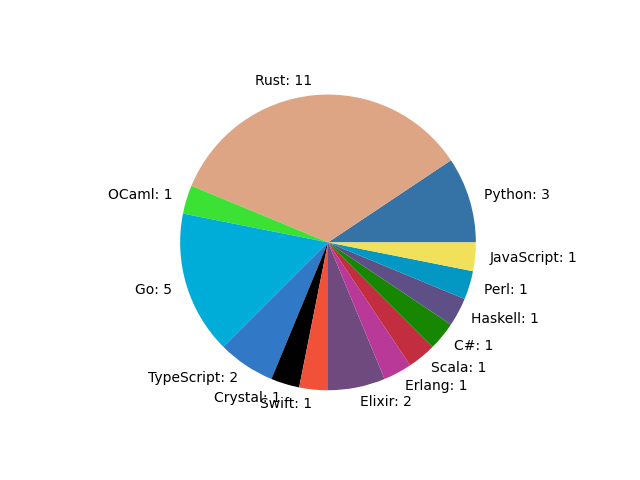 Rust: 11
Python: 3
OCaml: 1
JavaScript: 1
Go: 5
Perl: 1
Haskell: 1
C#: 1
Scala: 1
TypeScript: 2
Erlang: 1
Crystal: 1
Swift: 1
Elixir: 2